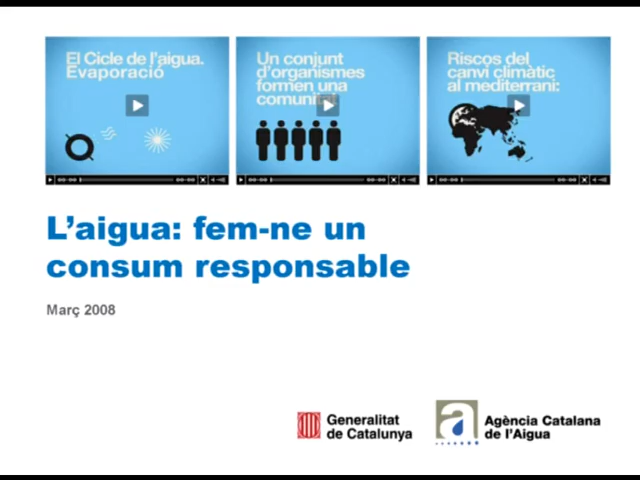 El Cicle de l'aigua.
Evaporació
Un conjunt
d'organismes
formen una
comunitat
Riscos del
canvi climàtic
al mediterrani:
L'aigua: fem-ne un
consum responsable
Març 2008
Generalitat
de Catalunya
a
Agència Catalana
de l'Aigua